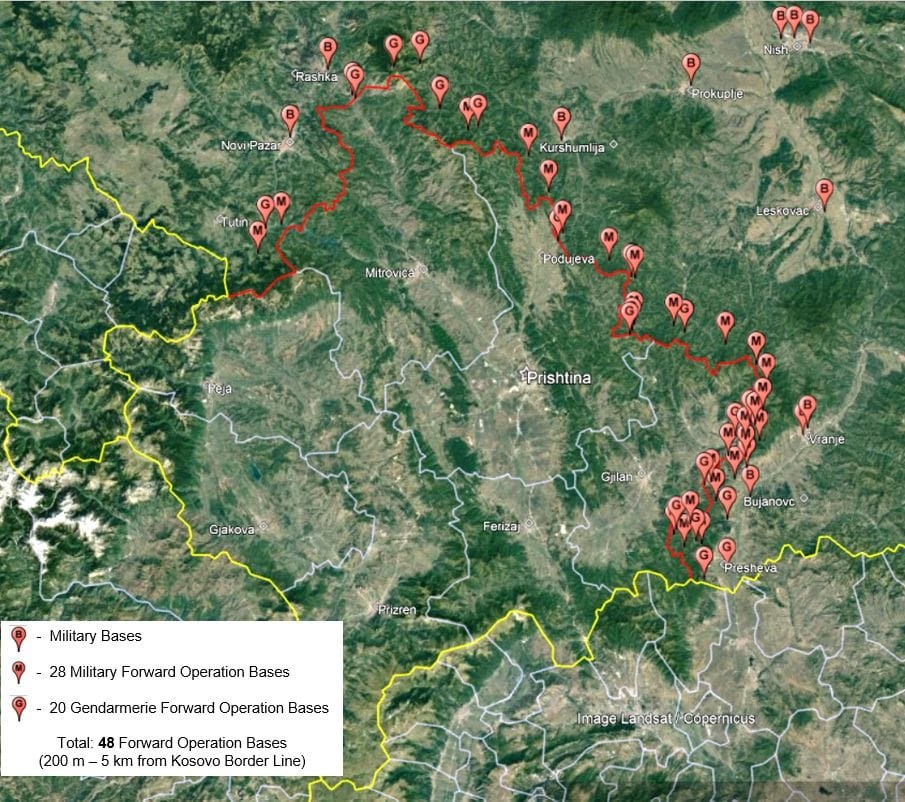 B
B
B
Nish
B
G
G
B
Rashka
G
B
Prokuplje
G
M
G
B
Novi Pazar
M
B
Kurshumlija
M
B
Leskovac
G
M
Tutin
M
G
M
M
Podujeva
M
Mitrovica
M
G
M
G
M
M
M
Prishtina
Peja
M
M
G
M
M
B
M
M
Vranje
M
G
M
B
Gjilan
G
Bujanovc
M
G
M
G
Gjakova
Ferizaj
G
G
Presheva
Prizren
B - Military Bases
M - 28 Military Forward Operation Bases
G - 20 Gendarmerie Forward Operation Bases
Total: 48 Forward Operation Bases
(200 m – 5 km from Kosovo Border Line)
Image Landsat / Copernicus